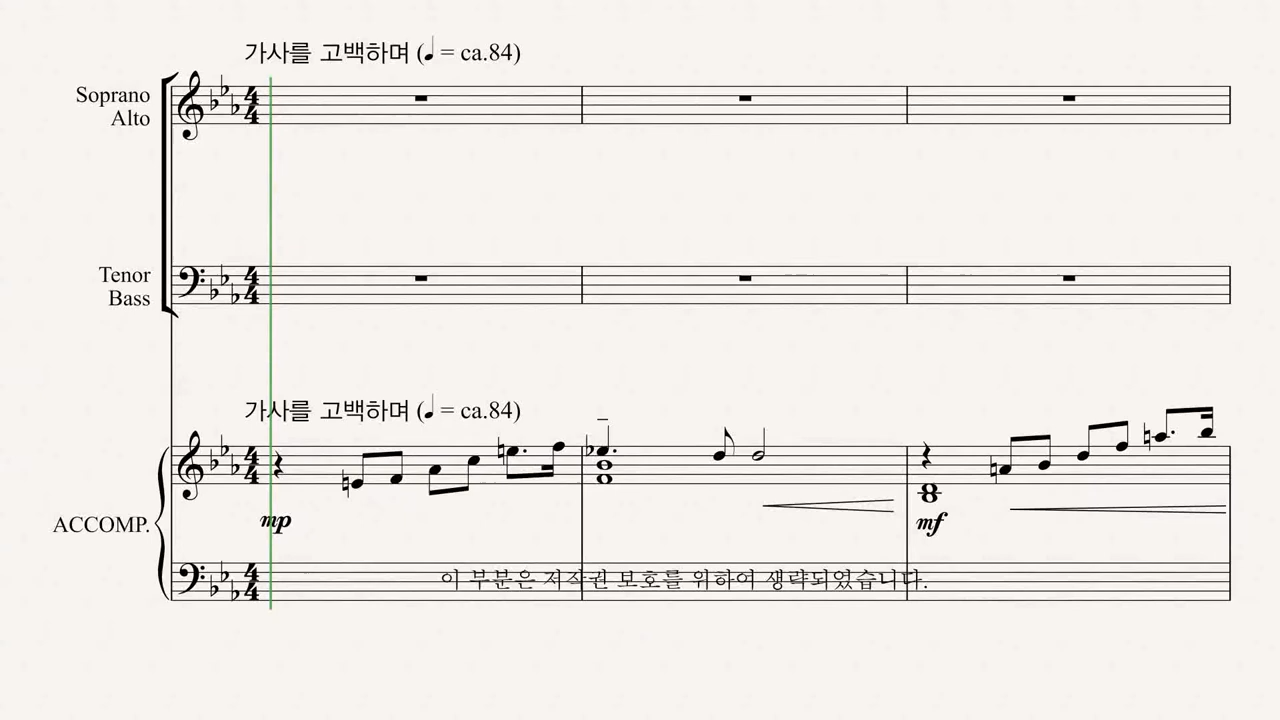 가사를 고백하며 (♩ = ca.84)
Soprano
Alto
Tenor
Bass
가사를 고백하며 (♩ = ca.84)
mp
mf
ACCOMP.
이 부분은 저작권 보호를 위하여 생략되었습니다.